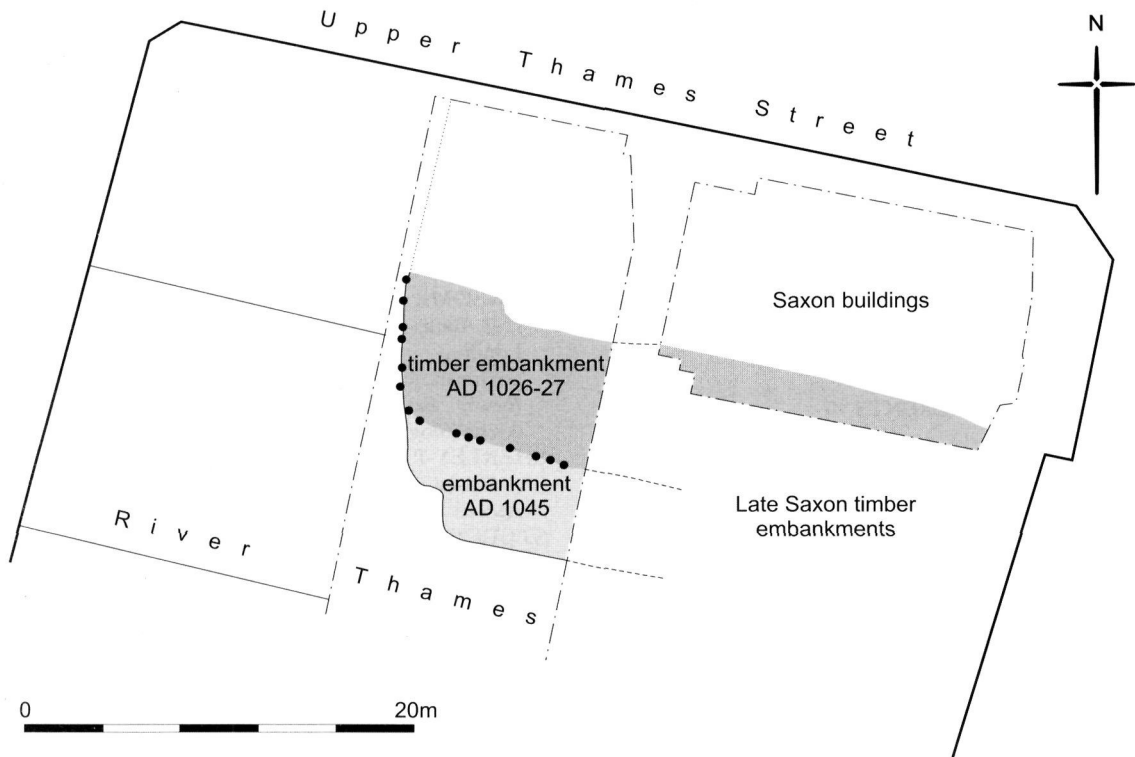 Upper Thames Street
N
Saxon buildings
timber embankment
AD 1026-27
embankment
AD 1045
Late Saxon timber
embankments
River Thames
0 20m